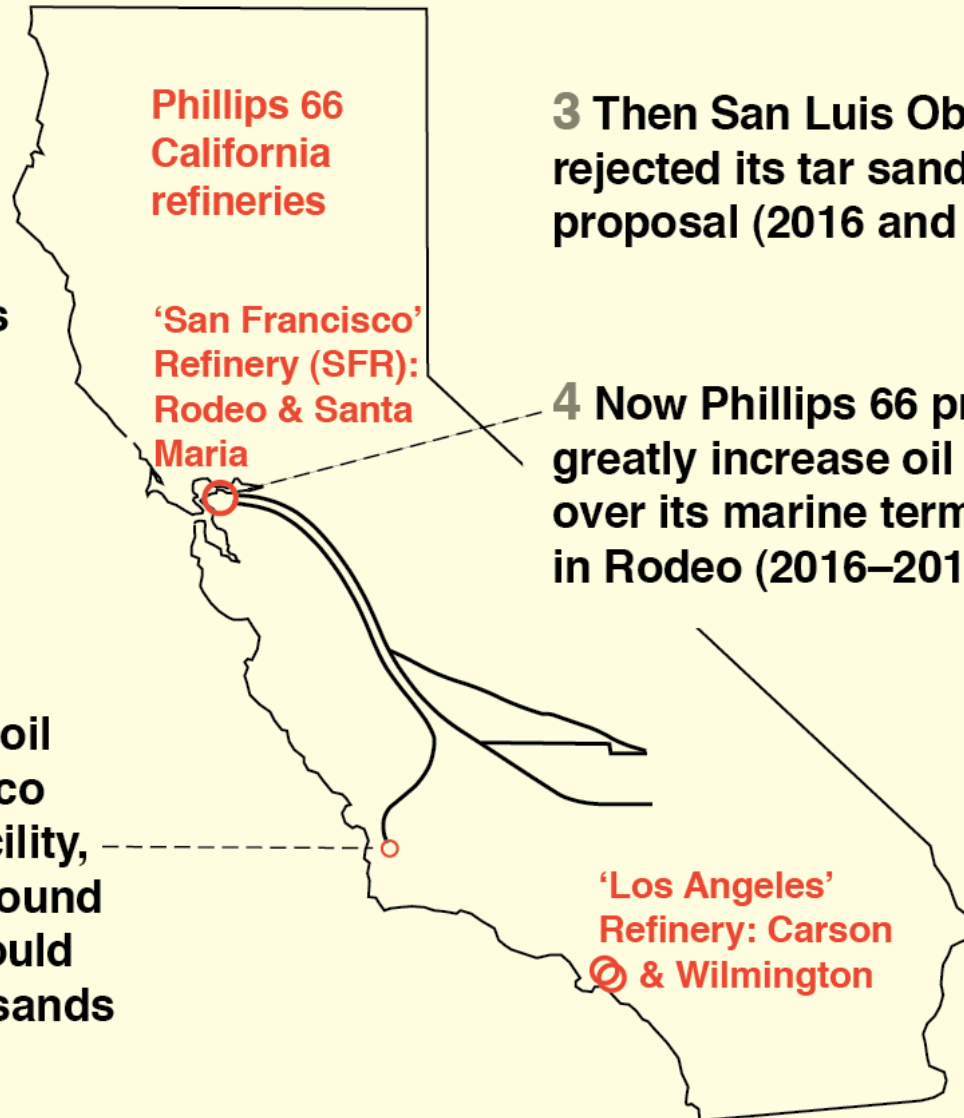 Phillips 66
California
refineries
3 Then San Luis Ob
rejected its tar sand
proposal (2016 and
s
‘San Francisco’
Refinery (SFR):
Rodeo & Santa
Maria
4 Now Phillips 66 pr
greatly increase oil
over its marine term
in Rodeo (2016–201
oil
co
cility,
ound
ould
sands
‘Los Angeles’
Refinery: Carson
& Wilmington